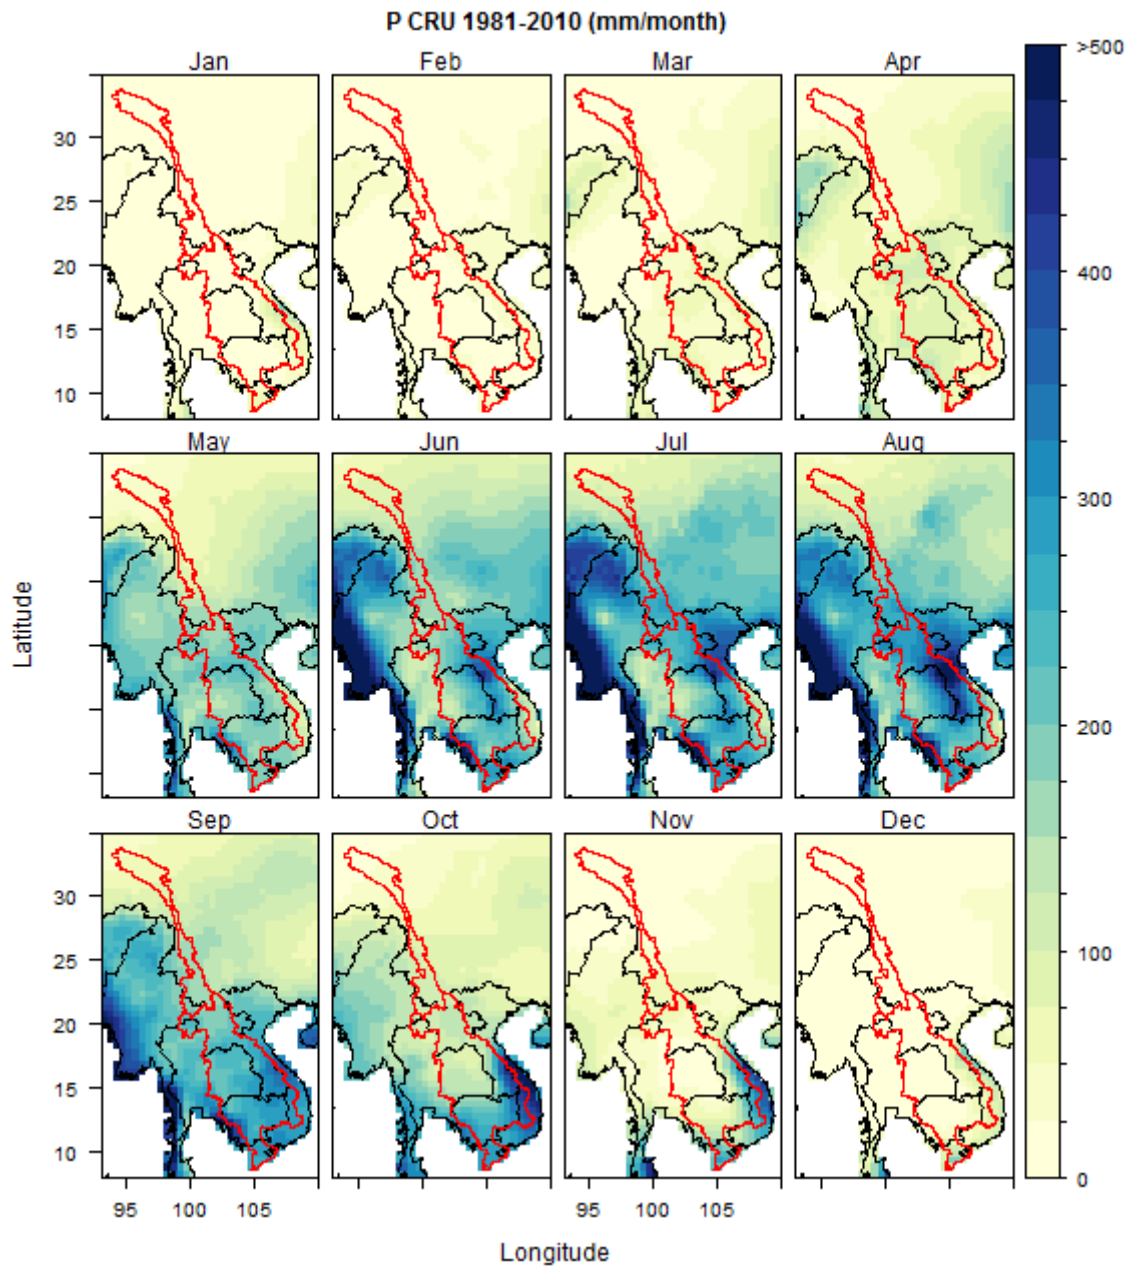 P CRU 1981-2010 (mm/month)
Jan Feb Mar Apr
>500
30
25
20
15
10
400
May Jun Jul Aug
300
200
Latitude
Sep Oct Nov Dec
30
25
20
15
10
100
0
95 100 105 95 100 105
Longitude